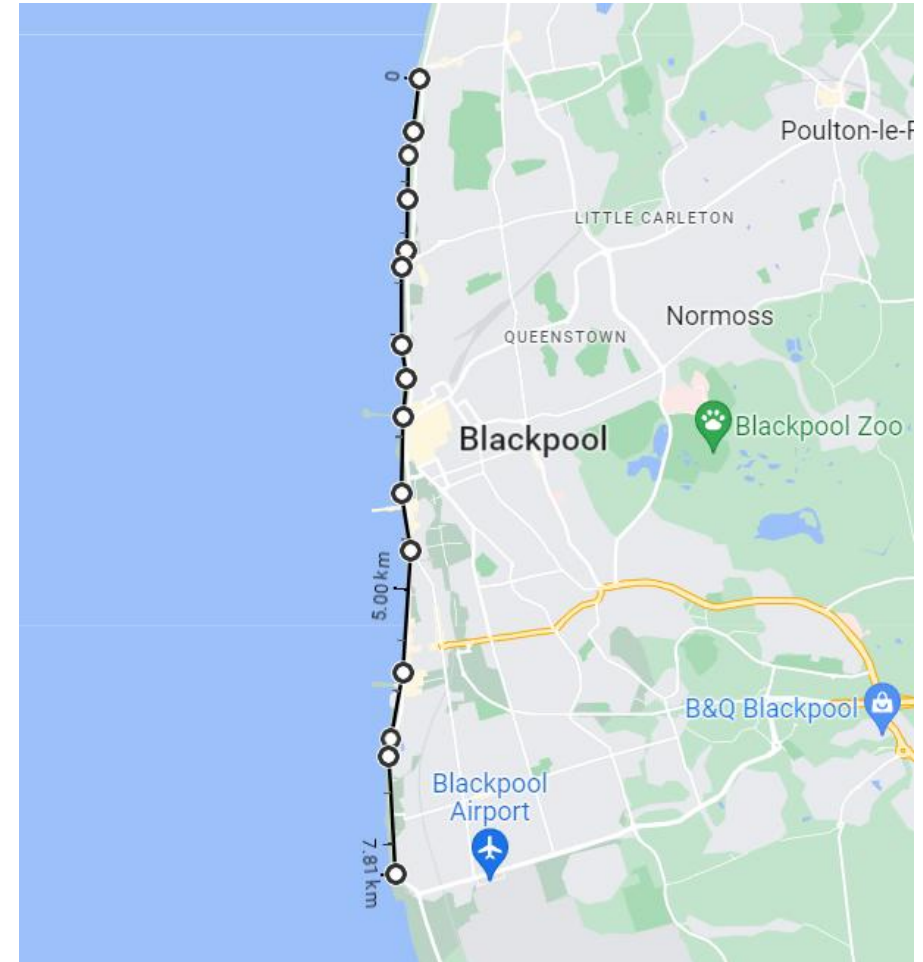 0
Poulton-le-F
LITTLE CARLETON
Normoss
QUEENSTOWN
Blackpool Zoo
Blackpool
5.00 km
B&Q Blackpool
Blackpool
Airport
7.81 km